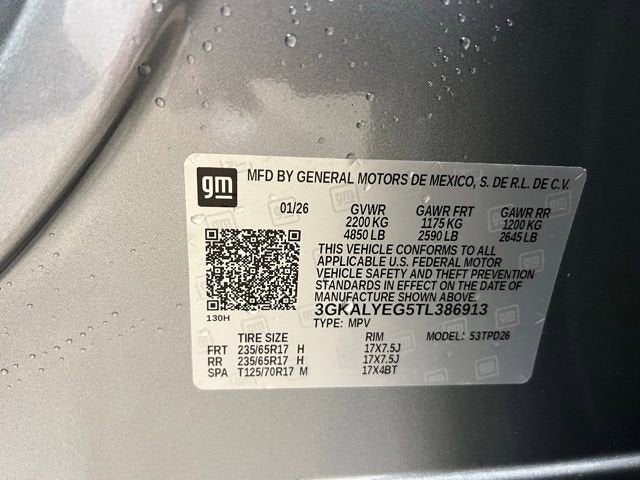 gm
MFD BY GENERAL MOTORS DE MEXICO, S. DE R.L. DE C.V.
01/26 GVWR GAWR FRT GAWR RR
2200 KG 1175 KG 1200 KG
4850 LB 2590 LB 2645 LB
THIS VEHICLE CONFORMS TO ALL
APPLICABLE U.S. FEDERAL MOTOR
VEHICLE SAFETY AND THEFT PREVENTION
STANDARDS IN EFFECT ON THE DATE OF
MANUFACTURE SHOWN ABOVE.
3GKALYEG5TL386913
130H
TYPE: MPV
TIRE SIZE RIM MODEL: 53TPD26
FRT 235/65R17 H 17X7.5J
RR 235/65R17 H 17X7.5J
SPA T125/70R17 M 17X4BT